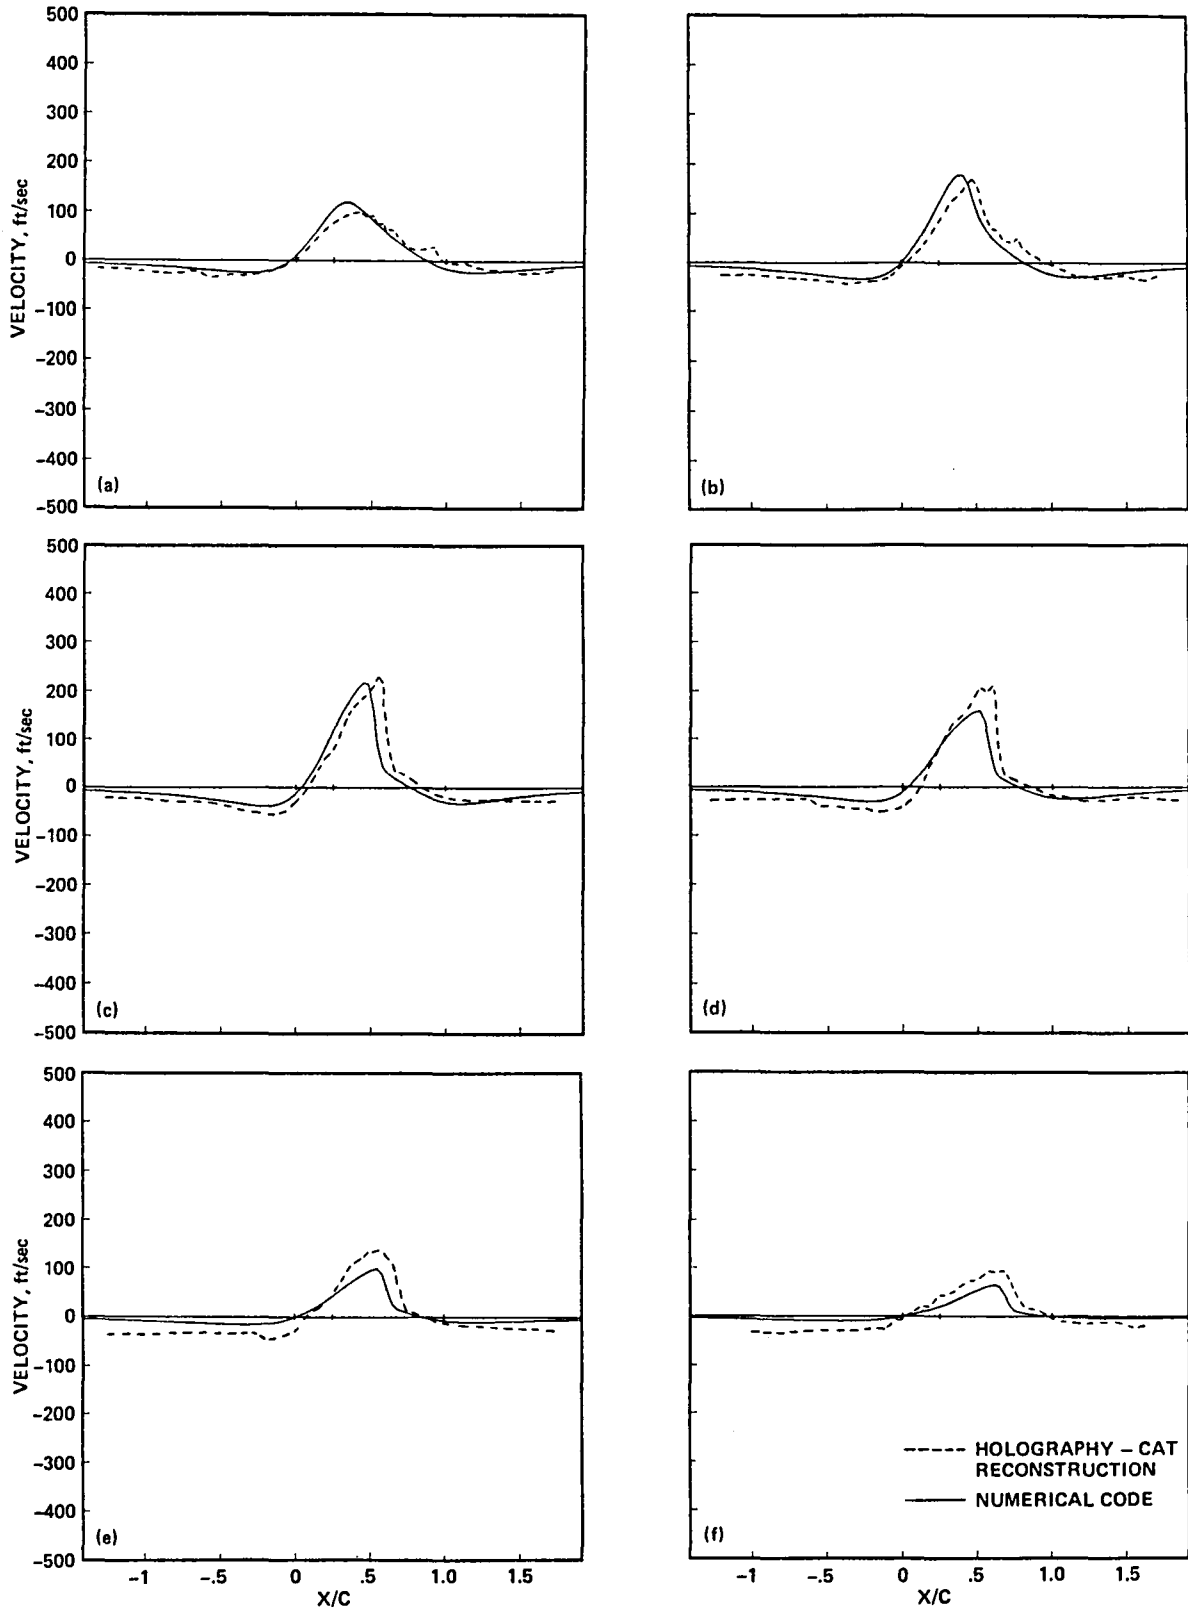 500
400
300
200
100
0
-100
-200
-300
-400
-500
VELOCITY, ft/sec
(a)
(b)
500
400
300
200
100
0
-100
-200
-300
-400
-500
VELOCITY, ft/sec
(c)
(d)
500
400
300
200
100
0
-100
-200
-300
-400
-500
VELOCITY, ft/sec
(e)
-1 -.5 0 .5 1.0 1.5
X/C
HOLOGRAPHY – CAT
RECONSTRUCTION
NUMERICAL CODE
(f)
-1 -.5 0 .5 1.0 1.5
X/C